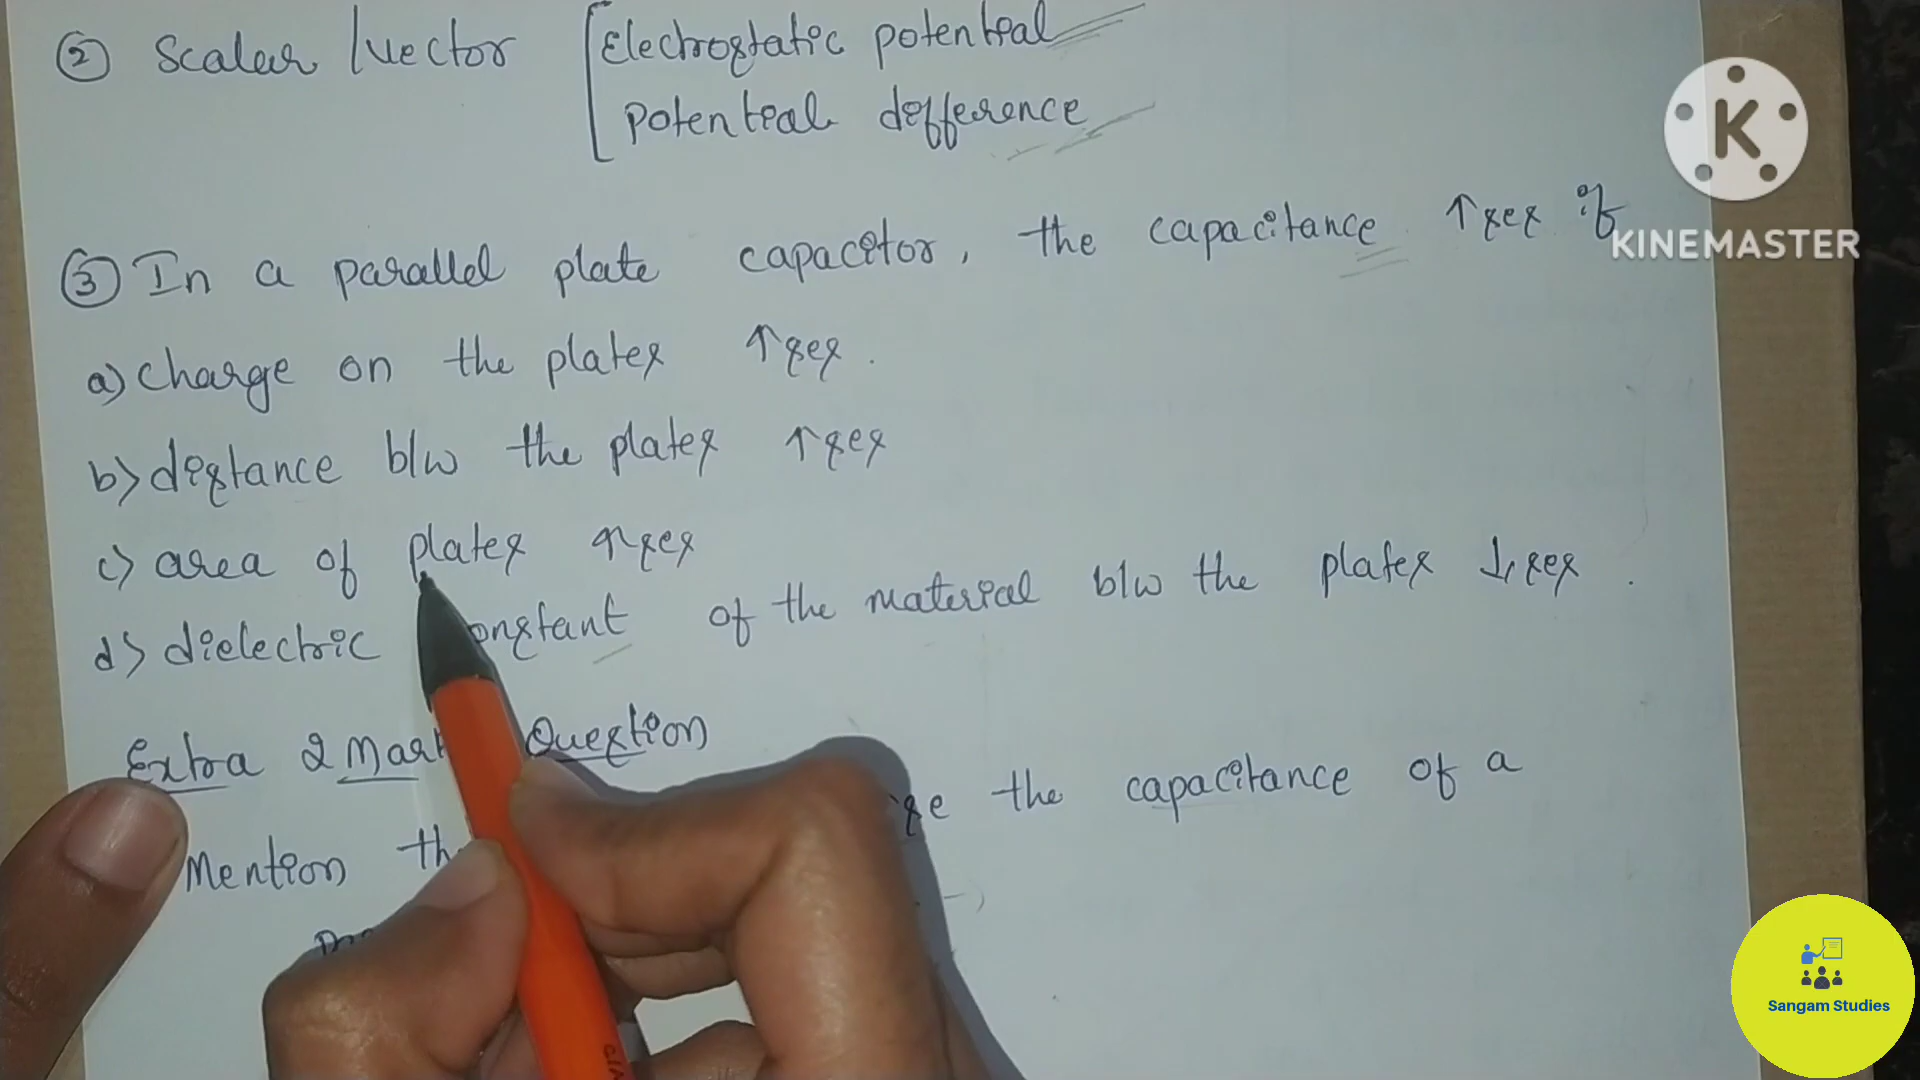 ② Scalar / Vector [Electrostatic potential
potential difference
③ In a parallel plate capacitor, the capacitance ↑ses if
a) charge on the plates ↑ses.
b) distance b/w the plates ↑ses
c) area of plates ↑ses
d) dielectric constant of the material b/w the plates ↓ses.
Extra 2 Mark Question
Mention the the capacitance of a
K
KINEMASTER
Sangam Studies